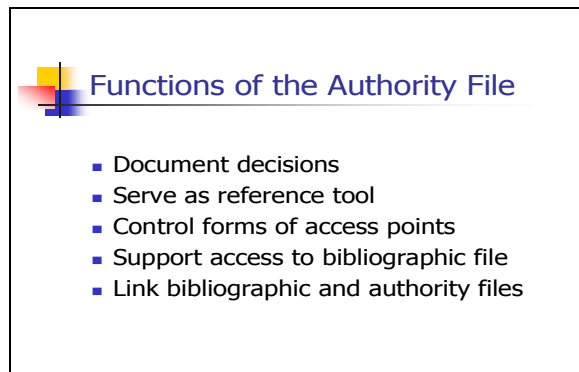 Functions of the Authority File
Document decisions
Serve as reference tool
Control forms of access points
Support access to bibliographic file
Link bibliographic and authority files